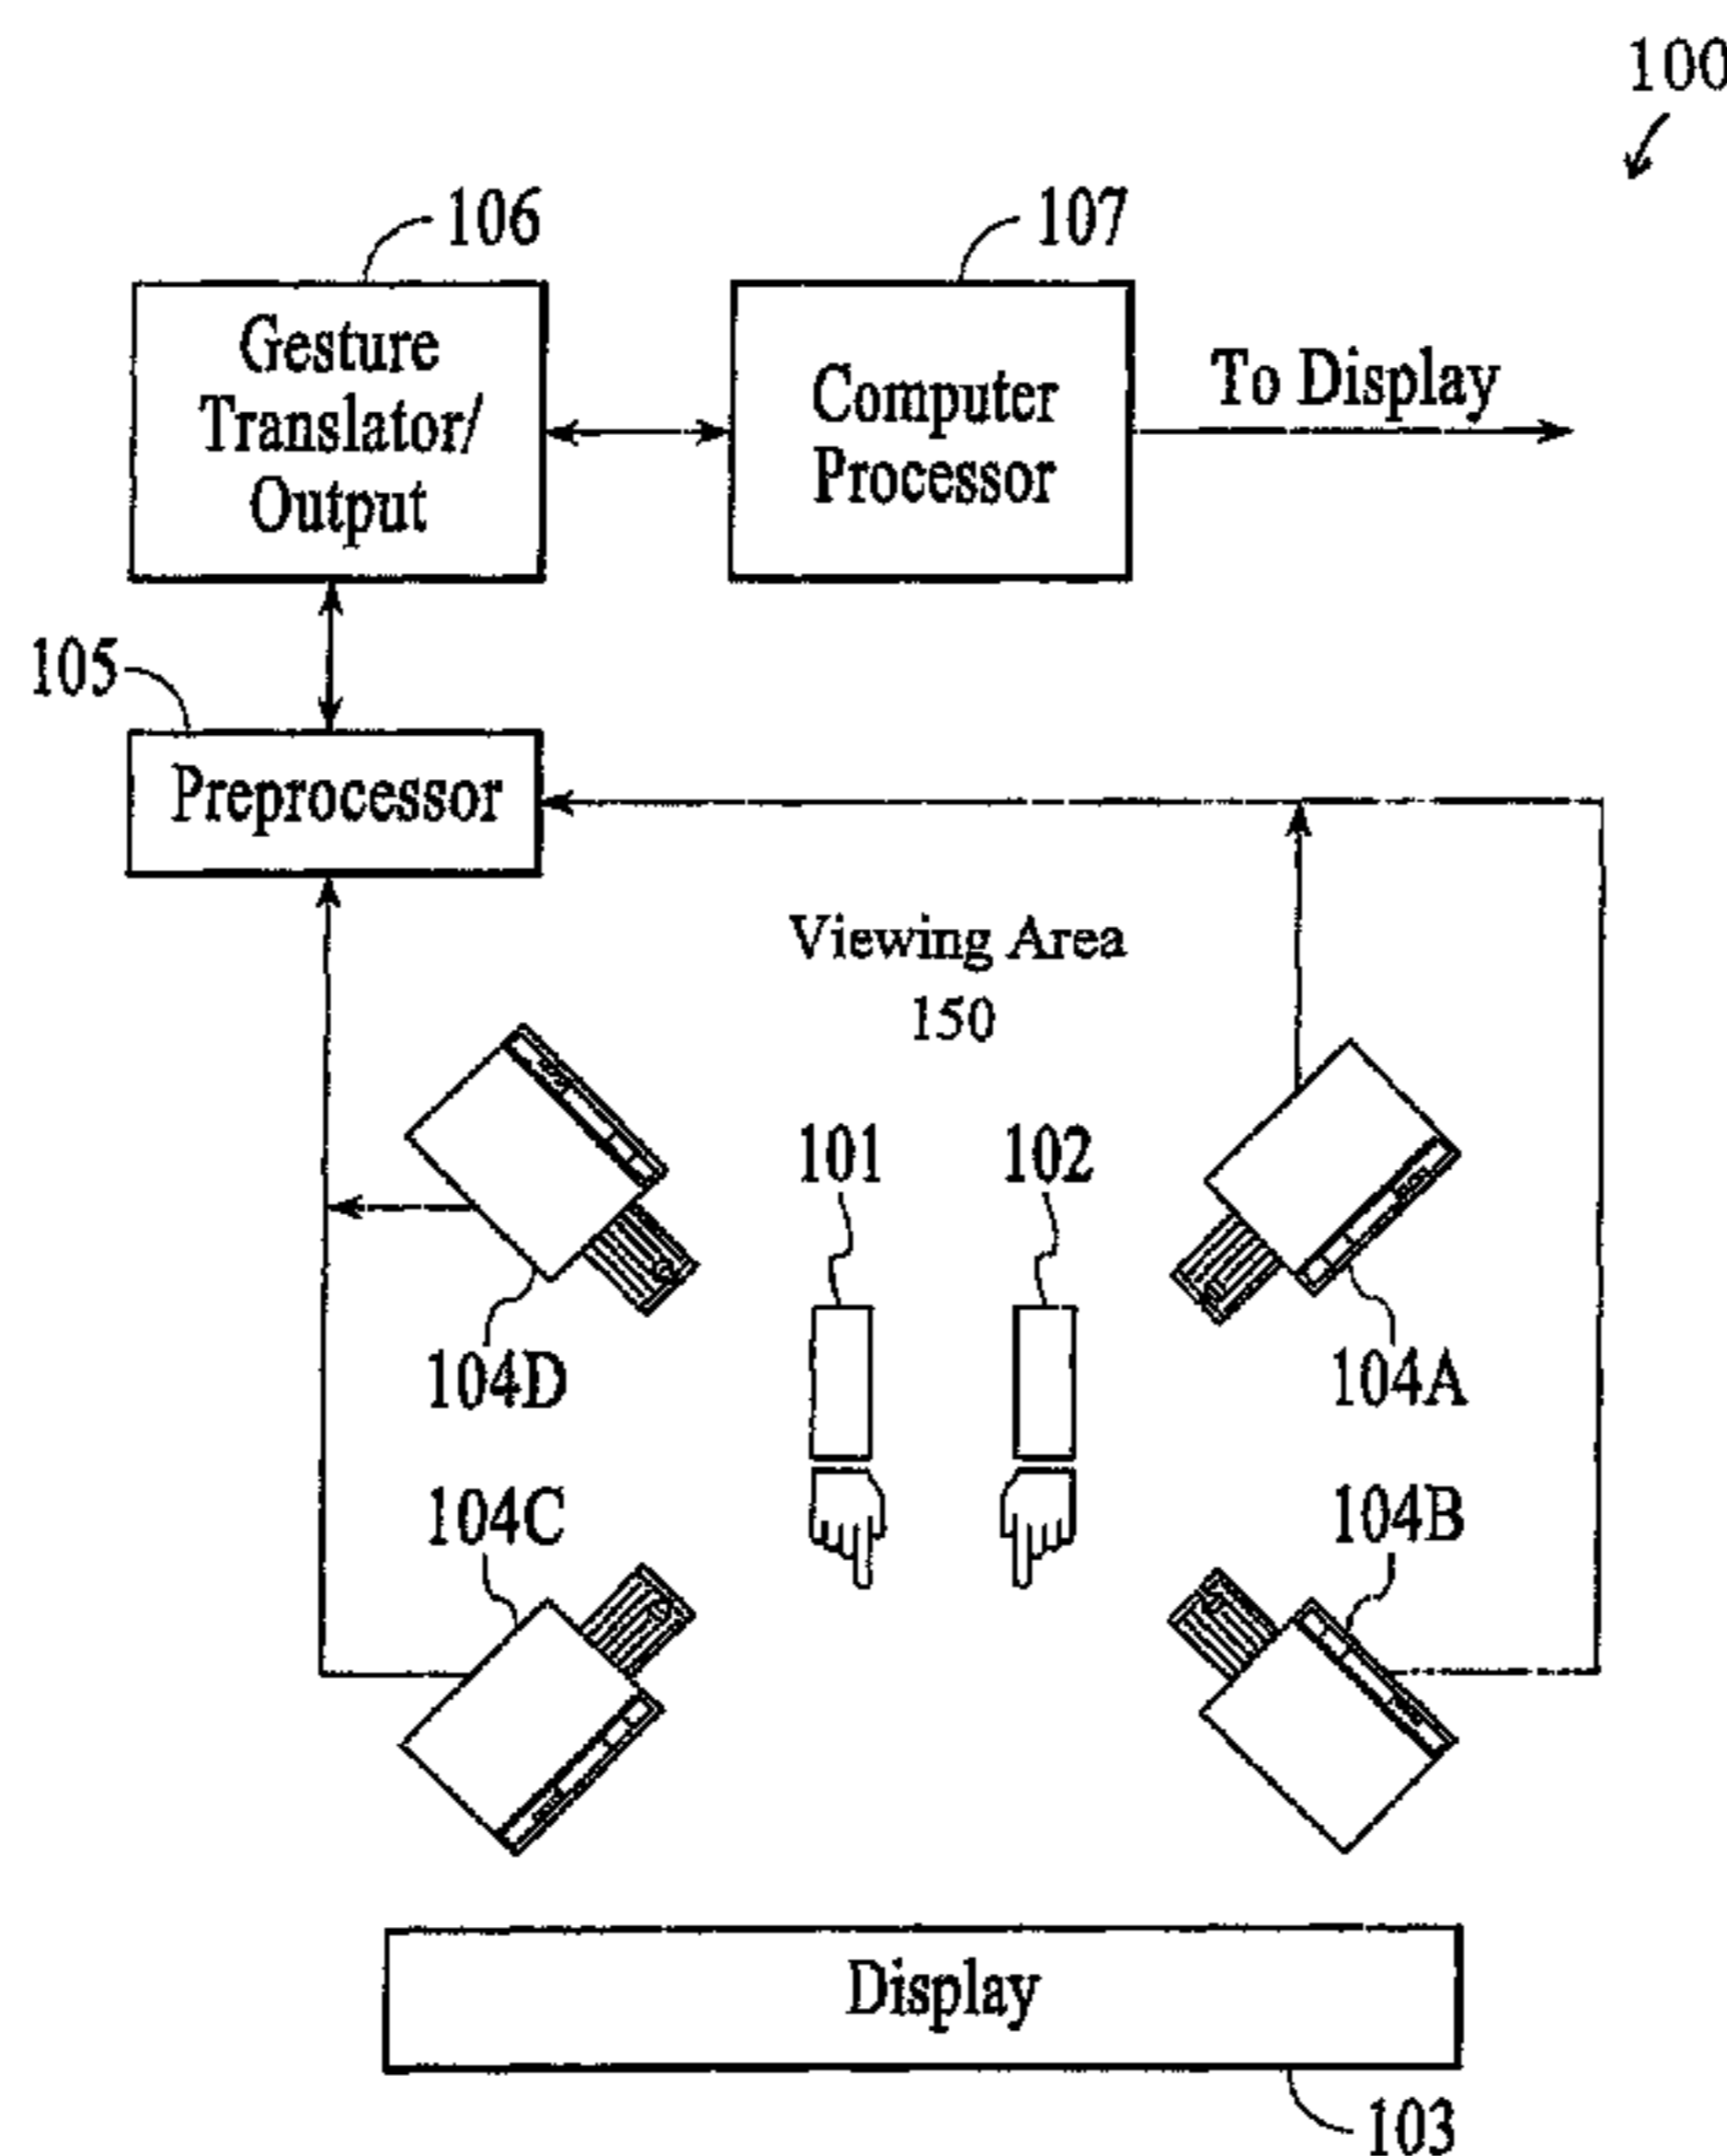 100
106
107
Gesture
Translator/
Output
Computer
Processor
To Display
105
Preprocessor
Viewing Area
150
101
102
104D
104A
104C
104B
Display
103